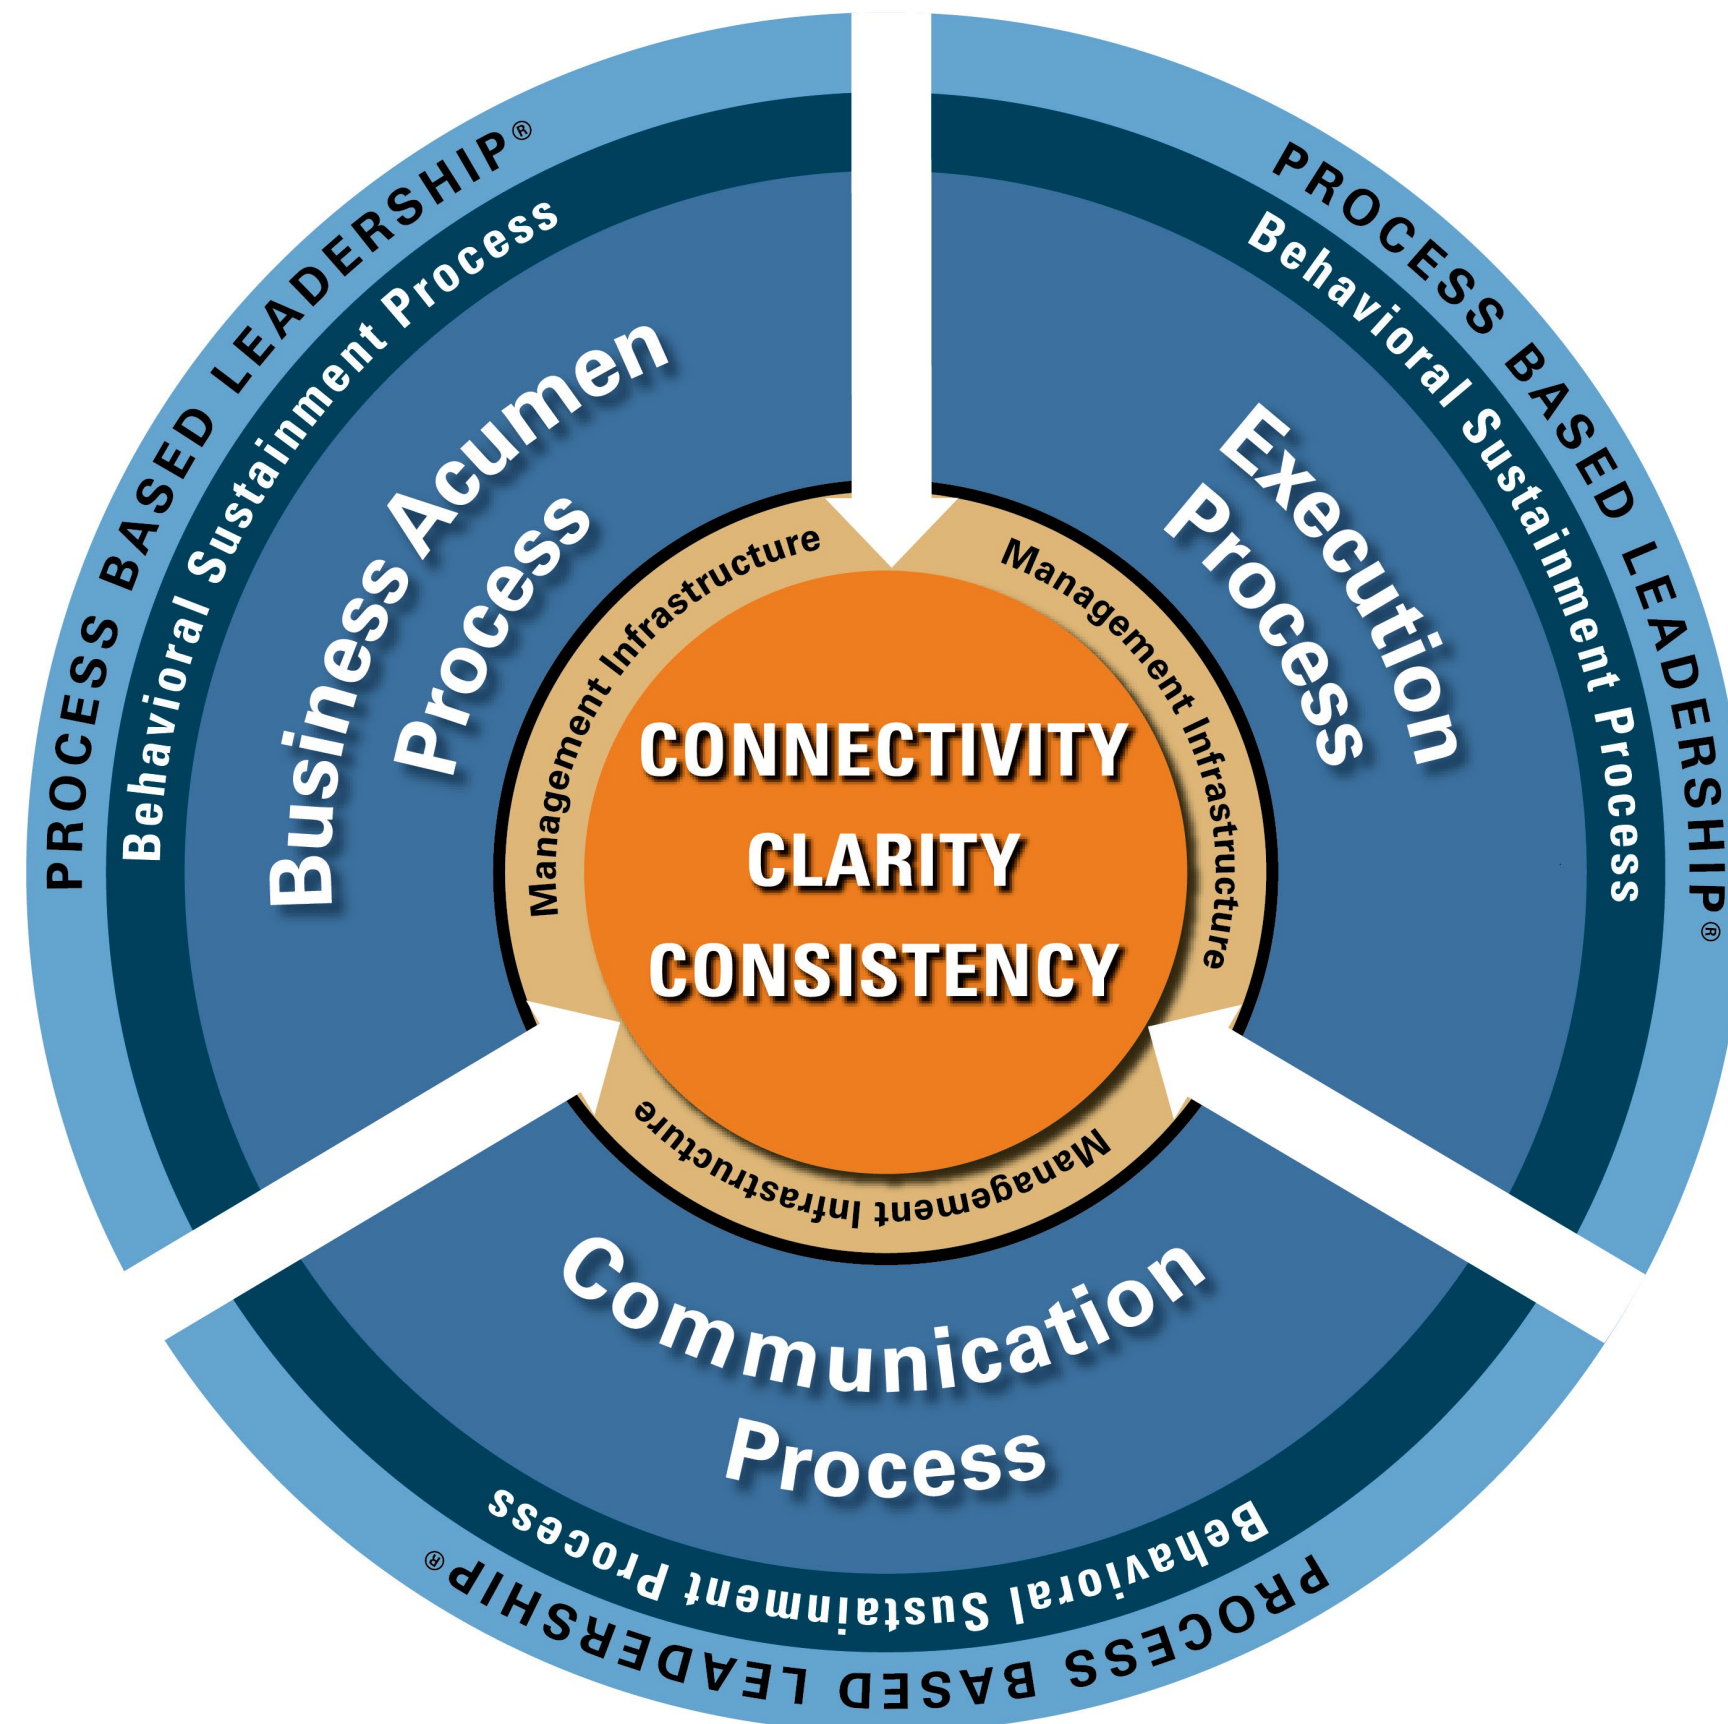 PROCESS BASED LEADERSHIP®
Behavioral Sustainment Process
Business Acumen
Process
Management Infrastructure
PROCESS BASED LEADERSHIP®
Behavioral Sustainment Process
Execution
Process
Management Infrastructure
CONNECTIVITY
CLARITY
CONSISTENCY
Management Infrastructure
Communication
Process
Behavioral Sustainment Process
PROCESS BASED LEADERSHIP®